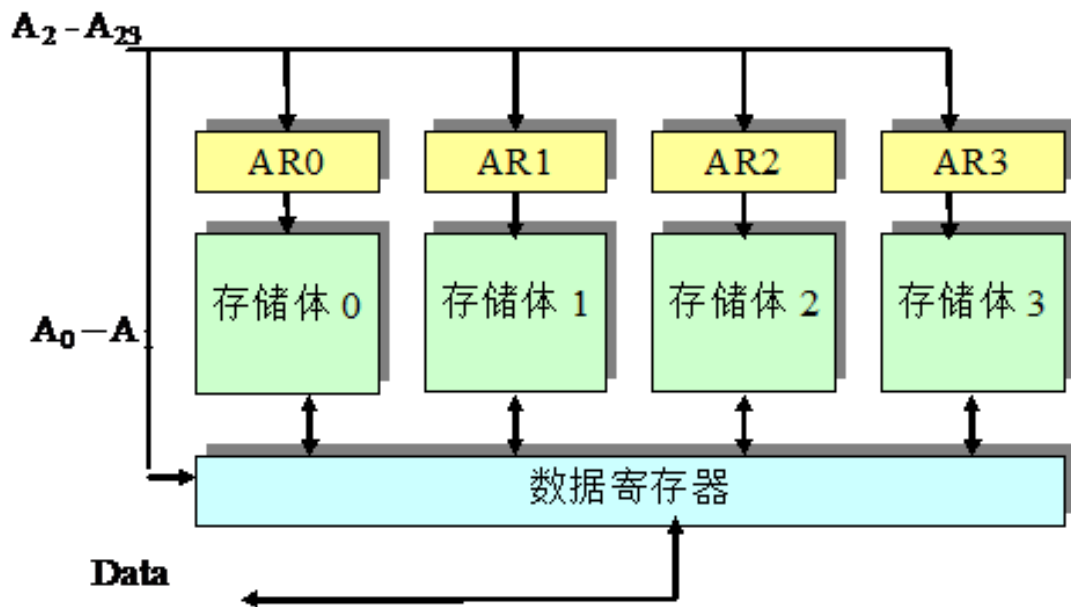 A₂-A₂₉
AR0 AR1 AR2 AR3
存储体 0 存储体 1 存储体 2 存储体 3
A₀-A
数据寄存器
Data